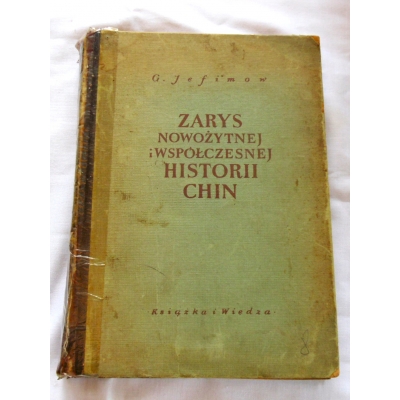 G. Jefimow
ZARYS
NOWOŻYTNEJ
i WSPÓŁCZESNEJ
HISTORII
CHIN
Książka i Wiedza